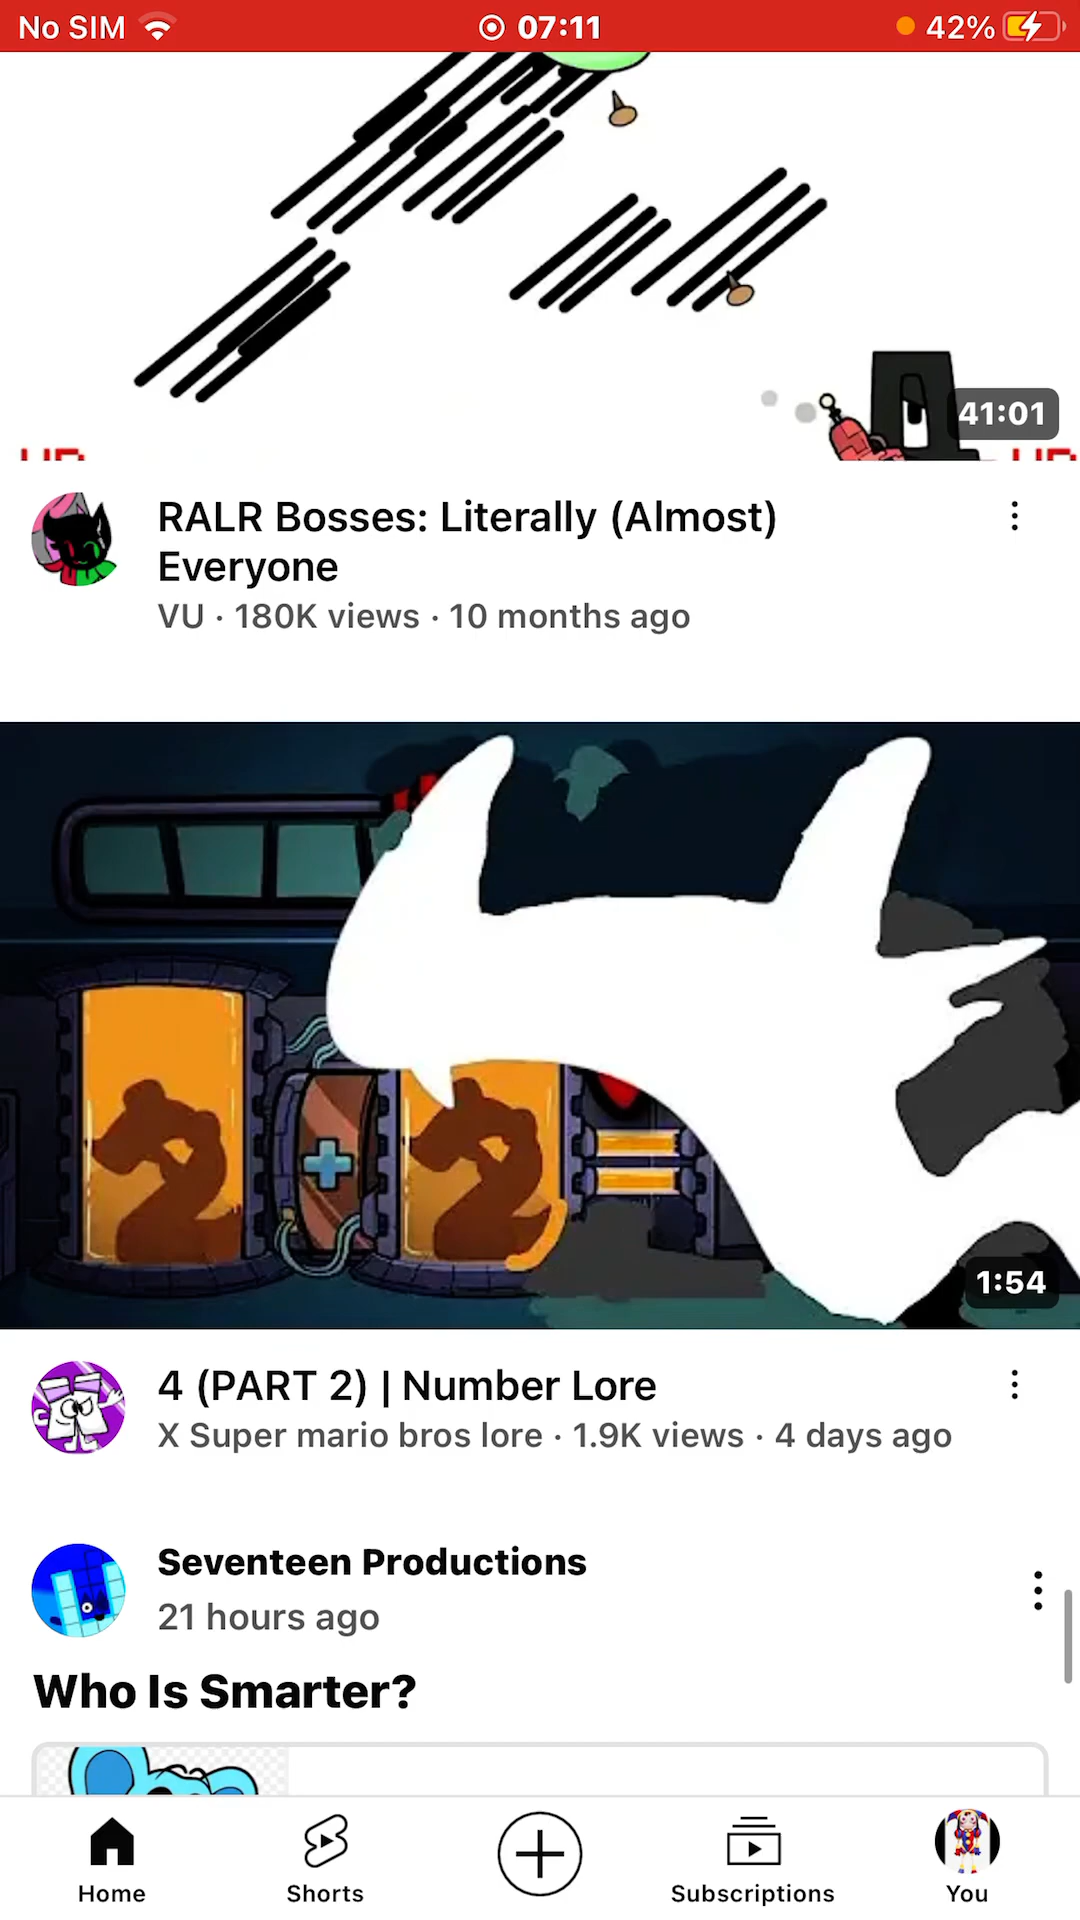 No SIM 07:11 42%
41:01
RALR Bosses: Literally (Almost)
Everyone
VU · 180K views · 10 months ago
1:54
4 (PART 2) | Number Lore
X Super mario bros lore · 1.9K views · 4 days ago
Seventeen Productions
21 hours ago
Who Is Smarter?
Home Shorts Subscriptions You